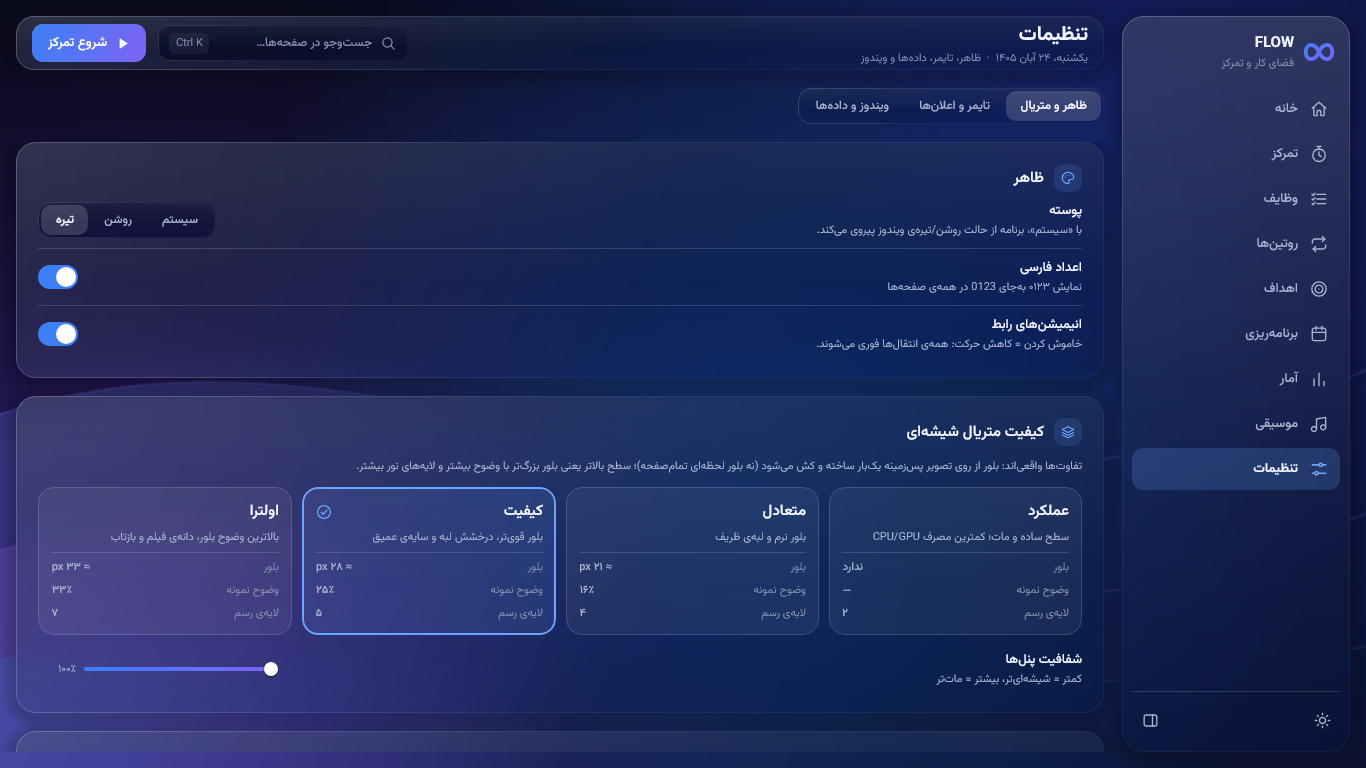 FLOW
فضای کار و تمرکز
خانه
تمرکز
وظایف
روتین‌ها
اهداف
برنامه‌ریزی
آمار
موسیقی
تنظیمات
تنظیمات
یکشنبه، ۲۴ آبان ۱۴۰۵ · ظاهر، تایمر، داده‌ها و ویندوز
جست‌وجو در صفحه‌ها...
Ctrl K
شروع تمرکز
ظاهر و متریال
تایمر و اعلان‌ها
ویندوز و داده‌ها
ظاهر
پوسته
با «سیستم»، برنامه از حالت روشن/تیره‌ی ویندوز پیروی می‌کند.
سیستم
روشن
تیره
اعداد فارسی
نمایش ۰۱۲۳ به‌جای 0123 در همه‌ی صفحه‌ها
انیمیشن‌های رابط
خاموش کردن = کاهش حرکت: همه‌ی انتقال‌ها فوری می‌شوند.
کیفیت متریال شیشه‌ای
تفاوت‌ها واقعی‌اند: بلور از روی تصویر پس‌زمینه یک‌بار ساخته و کش می‌شود (نه بلور لحظه‌ای تمام‌صفحه)؛ سطح بالاتر یعنی بلور بزرگ‌تر با وضوح بیشتر و لایه‌های نور بیشتر.
عملکرد
سطح ساده و مات؛ کمترین مصرف CPU/GPU
بلور ندارد
وضوح نمونه —
لایه‌ی رسم ۲
متعادل
بلور نرم و لبه‌ی ظریف
بلور ≈ ۲۱ px
وضوح نمونه ۱۶٪
لایه‌ی رسم ۴
کیفیت
بلور قوی‌تر، درخشش لبه و سایه‌ی عمیق
بلور ≈ ۲۸ px
وضوح نمونه ۲۵٪
لایه‌ی رسم ۵
اولترا
بالاترین وضوح بلور، دانه‌ی فیلم و بازتاب
بلور ≈ ۳۳ px
وضوح نمونه ۳۳٪
لایه‌ی رسم ۷
شفافیت پنل‌ها
کمتر = شیشه‌ای‌تر، بیشتر = مات‌تر
۱۰۰٪